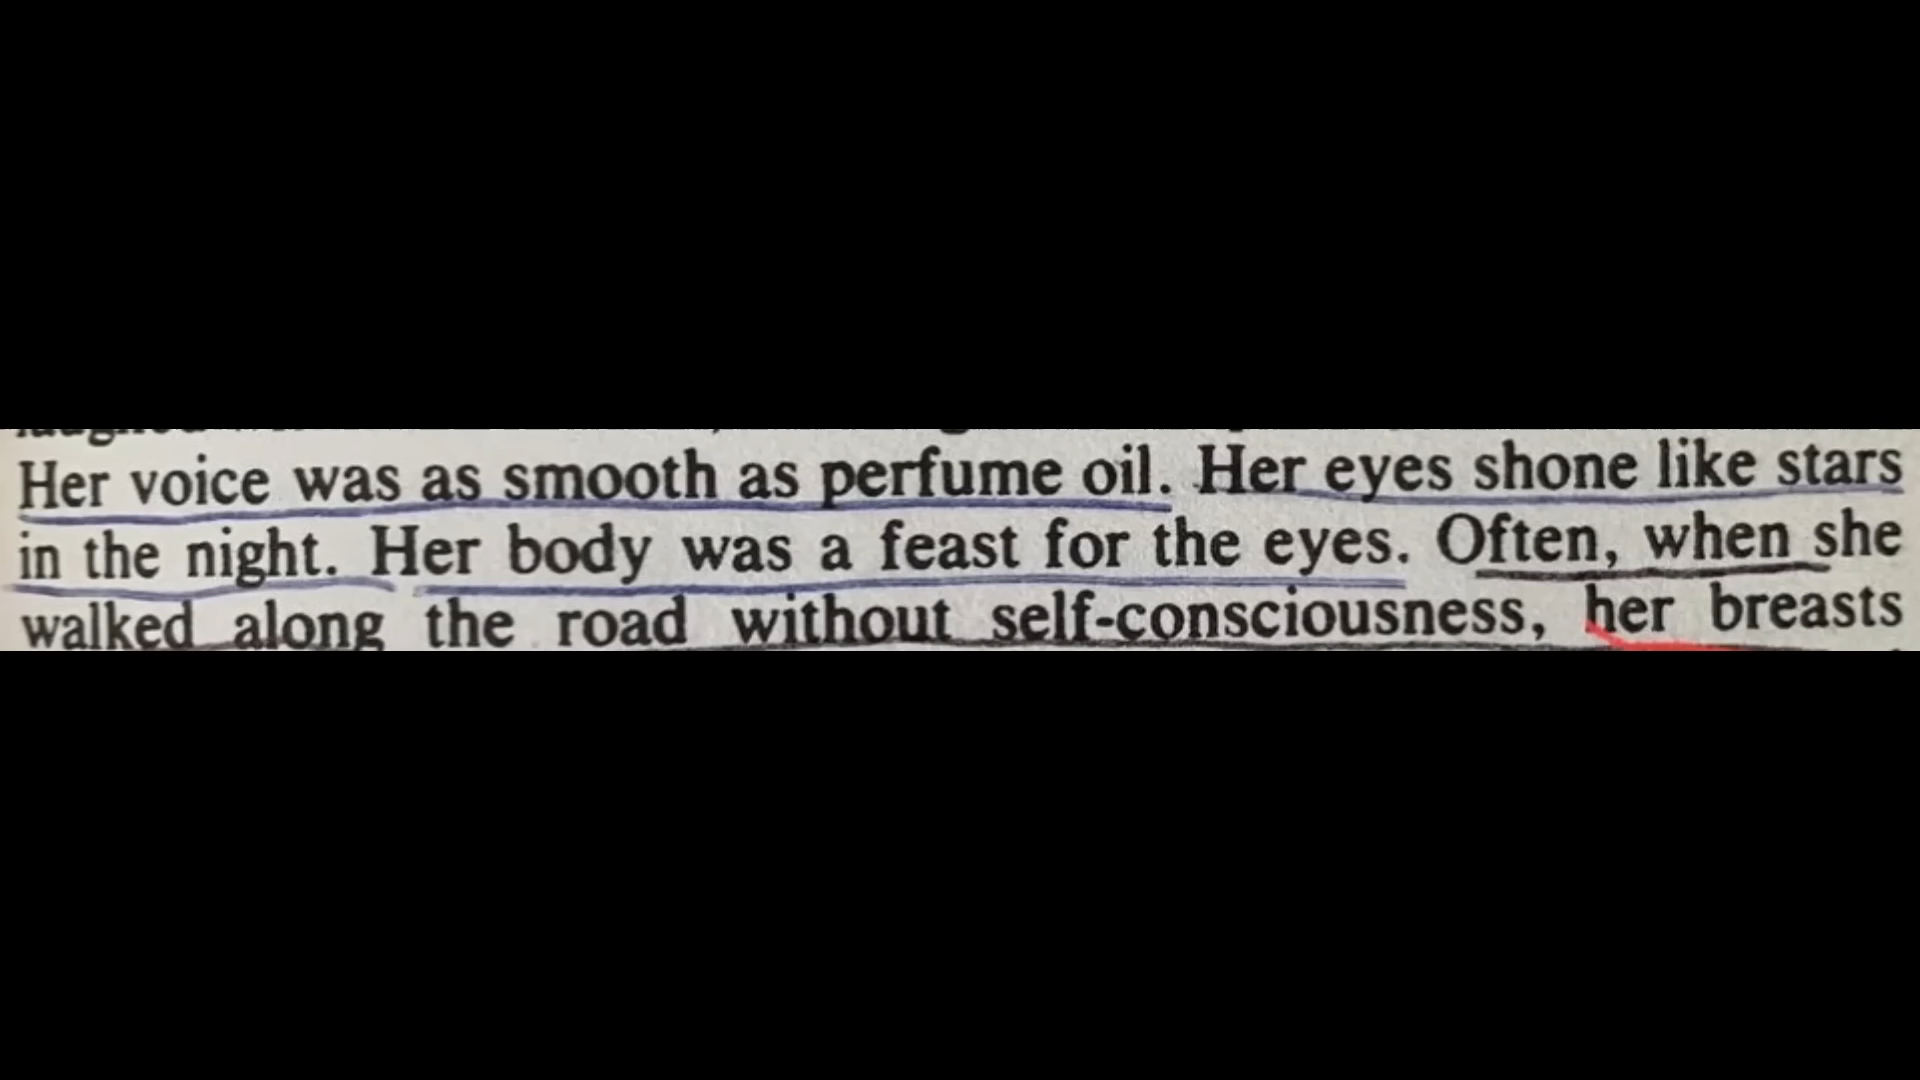 Her voice was as smooth as perfume oil. Her eyes shone like stars
in the night. Her body was a feast for the eyes. Often, when she
walked along the road without self-consciousness, her breasts